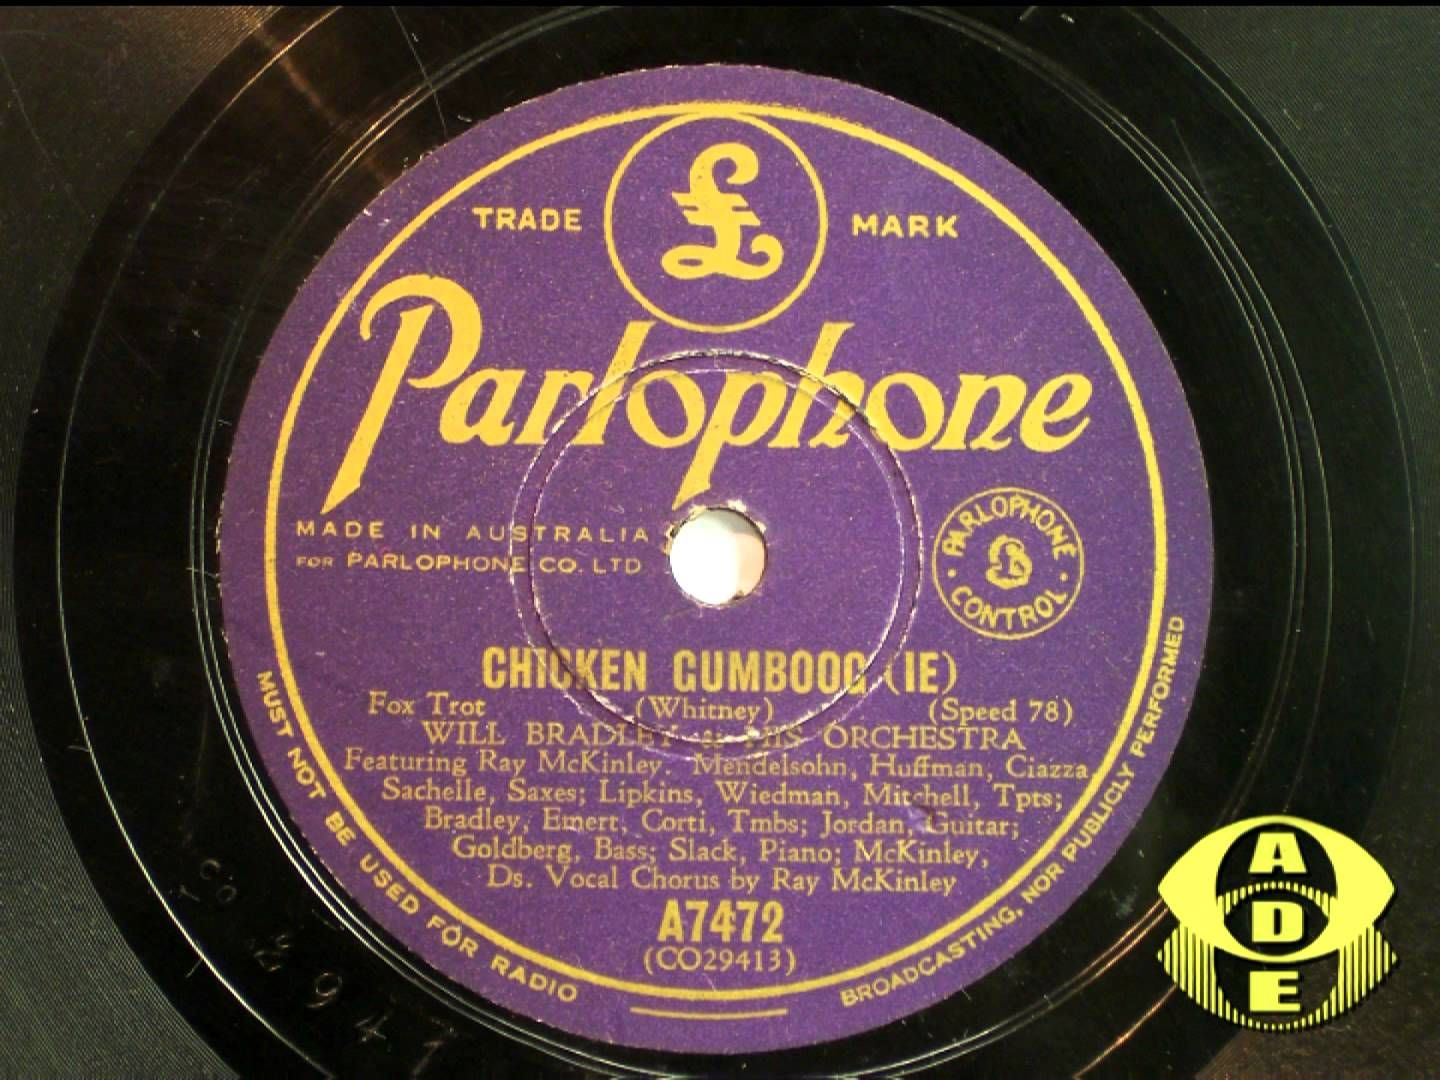 TRADE MARK
£
Parlophone
MADE IN AUSTRALIA
FOR PARLOPHONE CO. LTD
PARLOPHONE
£
· CONTROL ·
CHICKEN GUMBOOG (IE)
Fox Trot (Whitney) (Speed 78)
WILL BRADLEY & HIS ORCHESTRA
Featuring Ray McKinley. Mendelsohn, Huffman, Ciazza,
Sachelle, Saxes; Lipkins, Wiedman, Mitchell, Tpts;
Bradley, Emert, Corti, Tmbs; Jordan, Guitar;
Goldberg, Bass; Slack, Piano; McKinley,
Ds. Vocal Chorus by Ray McKinley
A7472
(CO29413)
MUST NOT BE USED FOR RADIO BROADCASTING, NOR PUBLICLY PERFORMED
ADE